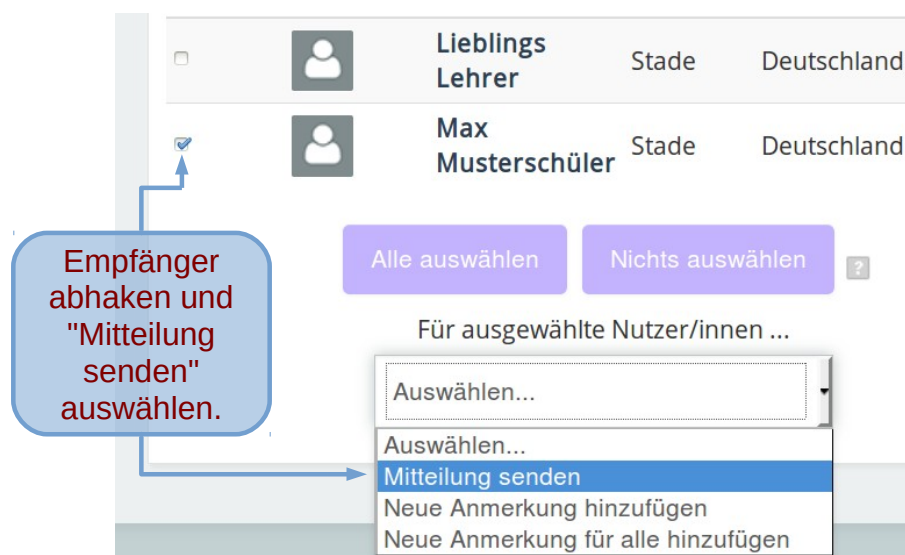 Lieblings
Lehrer
Stade
Deutschland
Max
Musterschüler
Stade
Deutschland
Empfänger
abhaken und
"Mitteilung
senden"
auswählen.
Alle auswählen
Nichts auswählen
?
Für ausgewählte Nutzer/innen ...
Auswählen...
Auswählen...
Mitteilung senden
Neue Anmerkung hinzufügen
Neue Anmerkung für alle hinzufügen